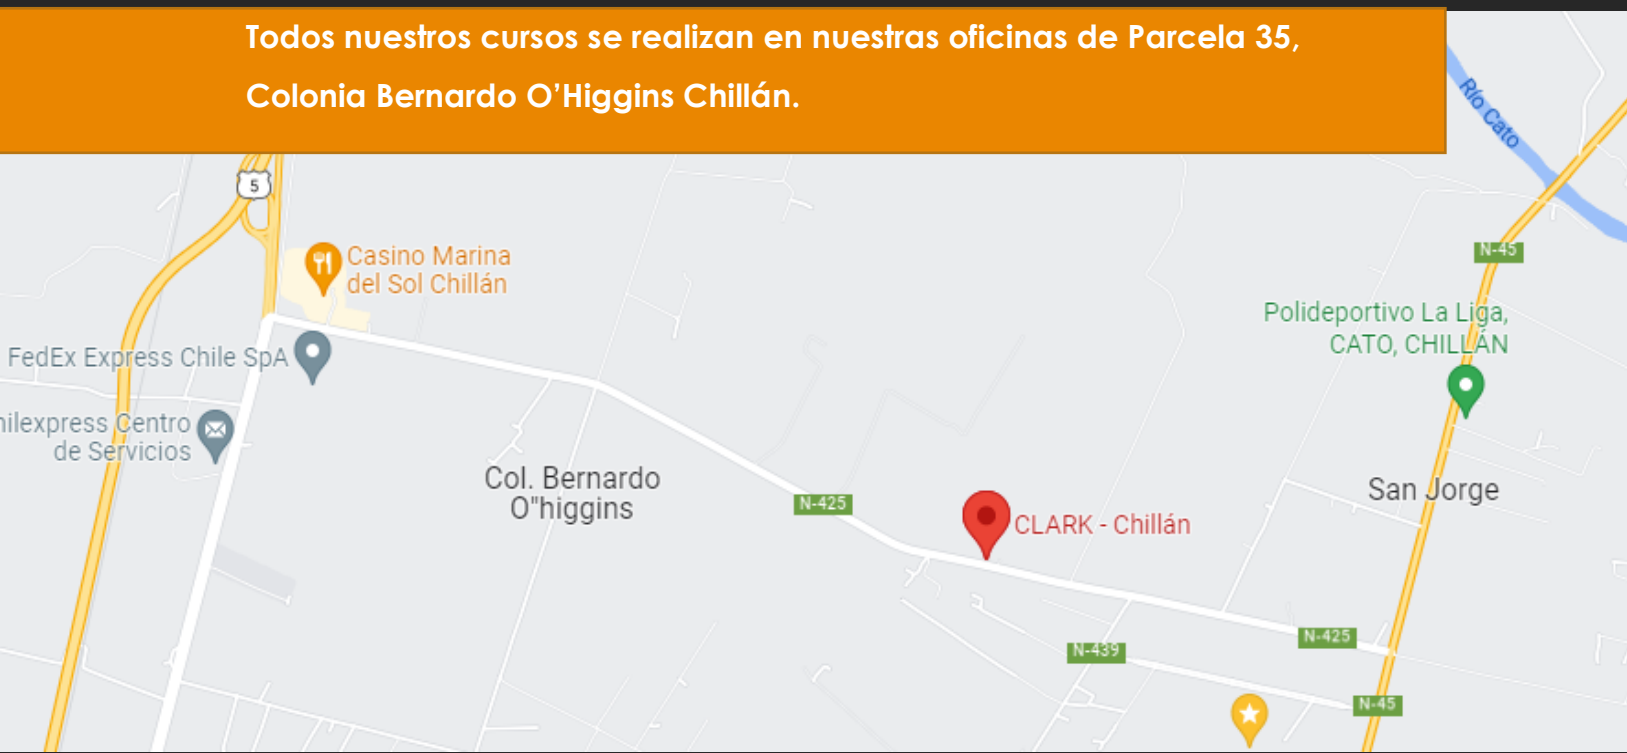 Todos nuestros cursos se realizan en nuestras oficinas de Parcela 35,
Colonia Bernardo O’Higgins Chillán.
Río Cato
5
N-45
Casino Marina
del Sol Chillán
Polideportivo La Liga,
CATO, CHILLÁN
FedEx Express Chile SpA
hilexpress Centro
de Servicios
Col. Bernardo
O"higgins
N-425
San Jorge
CLARK - Chillán
N-425
N-439
N-45